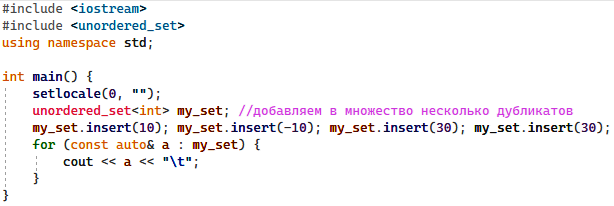 #include <iostream>
#include <unordered_set>
using namespace std;

int main() {
    setlocale(0, "");
    unordered_set<int> my_set; //добавляем в множество несколько дубликатов
    my_set.insert(10); my_set.insert(-10); my_set.insert(30); my_set.insert(30);
    for (const auto& a : my_set) {
        cout << a << "\t";
    }
}